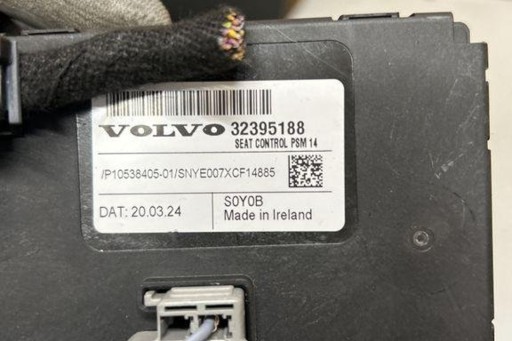 VOLVO 32395188
SEAT CONTROL PSM 14
/P10538405-01/SNYE007XCF14885
S0Y0B
DAT: 20.03.24
Made in Ireland